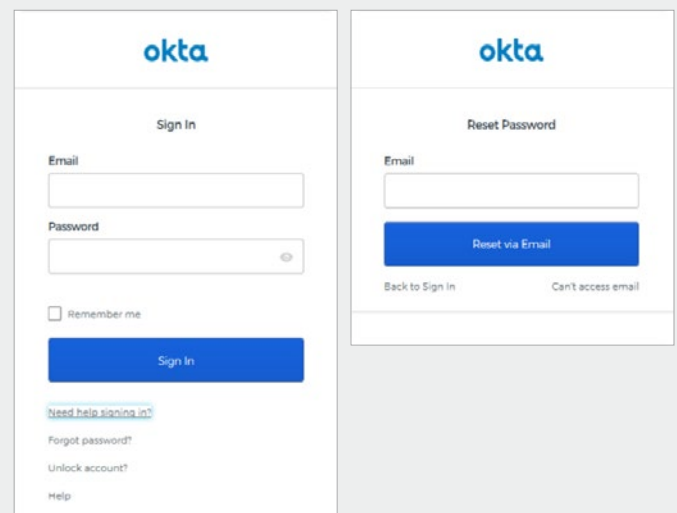 okta
Sign In
Email
Password
Remember me
Sign In
Need help signing in?
Forgot password?
Unlock account?
Help
okta
Reset Password
Email
Reset via Email
Back to Sign In
Can't access email